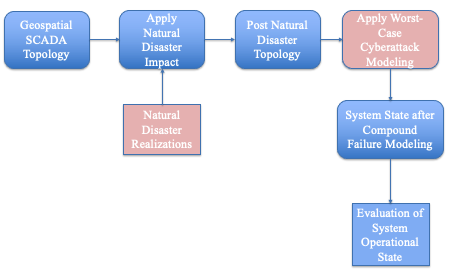 Geospatial
SCADA
Topology
Apply
Natural
Disaster
Impact
Post Natural
Disaster
Topology
Apply Worst-
Case
Cyberattack
Modeling
Natural
Disaster
Realizations
System State after
Compound
Failure Modeling
Evaluation of
System
Operational
State